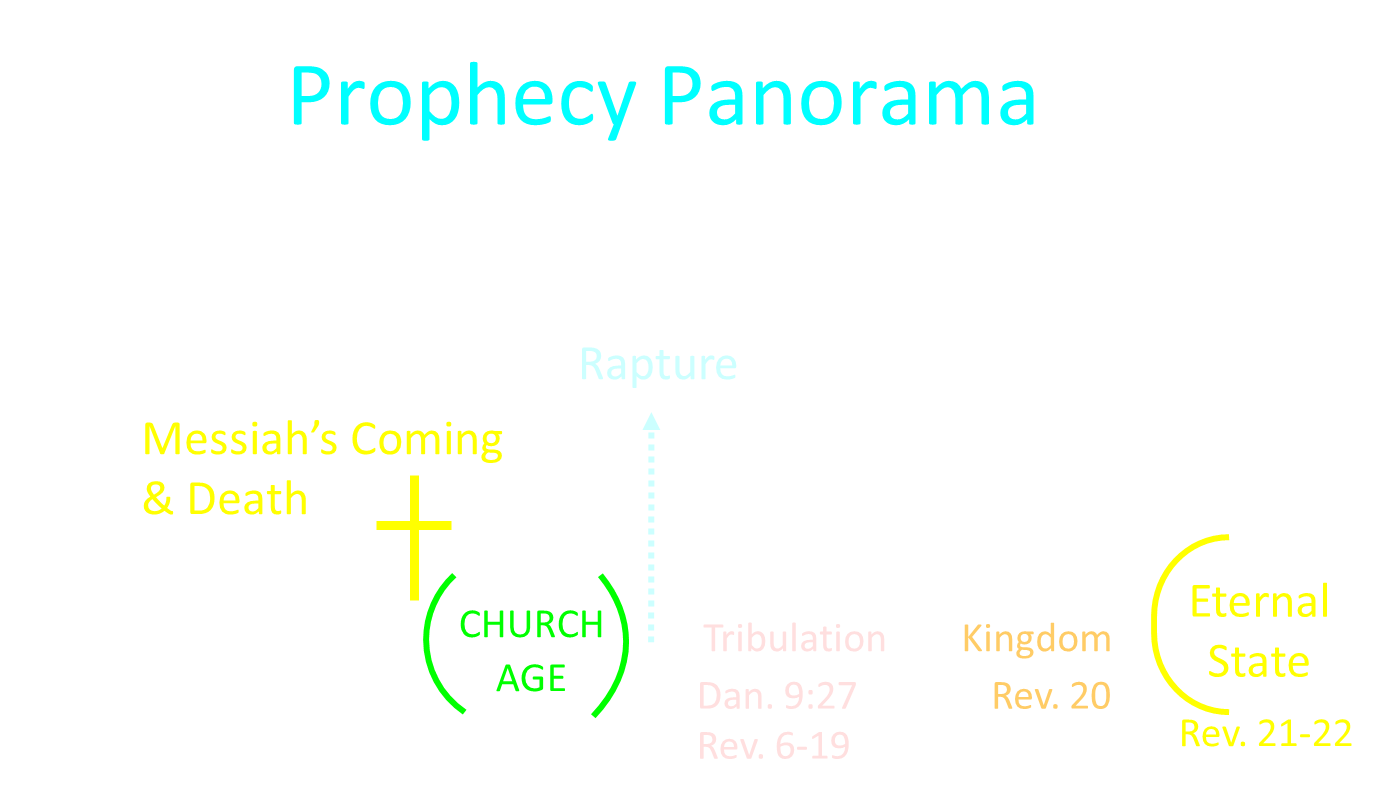 Prophecy Panorama
Rapture
Messiah’s Coming
& Death
CHURCH
AGE
Tribulation
Dan. 9:27
Rev. 6-19
Kingdom
Rev. 20
Eternal
State
Rev. 21-22